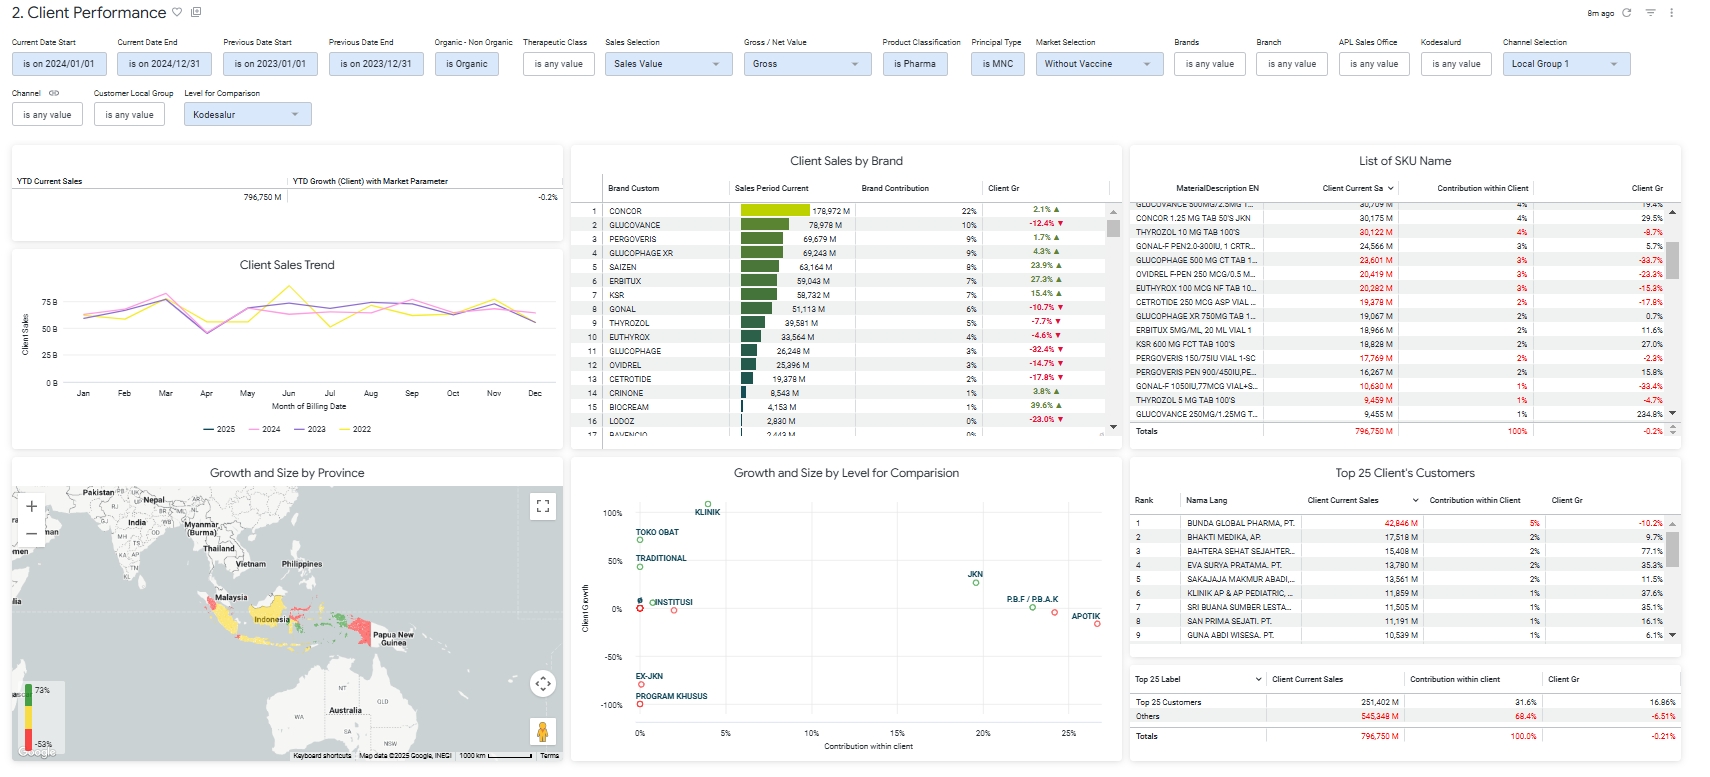 2. Client Performance
8m ago
Current Date Start Current Date End Previous Date Start Previous Date End Organic - Non Organic Therapeutic Class Sales Selection Gross / Net Value Product Classification Principal Type Market Selection Brands Branch APL Sales Office Kodesalurd Channel Selection
is on 2024/01/01 is on 2024/12/31 is on 2023/01/01 is on 2023/12/31 is Organic is any value Sales Value Gross is Pharma is MNC Without Vaccine is any value is any value is any value is any value Local Group 1
Channel Customer Local Group Level for Comparison
is any value is any value Kodesalur
YTD Current Sales YTD Growth (Client) with Market Parameter
796,750 M -0.2%
Client Sales Trend
Client Sales
75 B
50 B
25 B
0 B
Jan Feb Mar Apr May Jun Jul Aug Sep Oct Nov Dec
Month of Billing Date
2025 2024 2023 2022
Client Sales by Brand
Brand Custom Sales Period Current Brand Contribution Client Gr
1 CONCOR 178,972 M 22% 2.1% ▲
2 GLUCOVANCE 78,978 M 10% -12.4% ▼
3 PERGOVERIS 69,679 M 9% 1.7% ▲
4 GLUCOPHAGE XR 69,243 M 9% 4.3% ▲
5 SAIZEN 63,164 M 8% 23.9% ▲
6 ERBITUX 59,043 M 7% 27.3% ▲
7 KSR 58,732 M 7% 15.4% ▲
8 GONAL 51,113 M 6% -10.7% ▼
9 THYROZOL 39,581 M 5% -7.7% ▼
10 EUTHYROX 33,564 M 4% -4.6% ▼
11 GLUCOPHAGE 26,248 M 3% -32.4% ▼
12 OVIDREL 25,396 M 3% -14.7% ▼
13 CETROTIDE 19,378 M 2% -17.8% ▼
14 CRINONE 8,543 M 1% 3.8% ▲
15 BIOCREAM 4,153 M 1% 39.6% ▲
16 LODOZ 2,830 M 0% -23.0% ▼
17 BAVENCIO 2,443 M 0%
List of SKU Name
MaterialDescription EN Client Current Sa Contribution within Client Client Gr
GLUCOVANCE 500MG/2.5MG T... 30,709 M 4% 19.4%
CONCOR 1.25 MG TAB 50'S JKN 30,175 M 4% 29.5%
THYROZOL 10 MG TAB 100'S 30,122 M 4% -8.7%
GONAL-F PEN2.0-300IU, 1 CRTR... 24,566 M 3% 5.7%
GLUCOPHAGE 500 MG CT TAB 1... 23,601 M 3% -33.7%
OVIDREL F-PEN 250 MCG/0.5 M... 20,419 M 3% -23.3%
EUTHYROX 100 MCG NF TAB 10... 20,282 M 3% -15.3%
CETROTIDE 250 MCG ASP VIAL ... 19,378 M 2% -17.8%
GLUCOPHAGE XR 750MG TAB 1... 19,067 M 2% 0.7%
ERBITUX 5MG/ML, 20 ML VIAL 1 18,966 M 2% 11.6%
KSR 600 MG FCT TAB 100'S 18,828 M 2% 27.0%
PERGOVERIS 150/75IU VIAL 1-SC 17,769 M 2% -2.3%
PERGOVERIS PEN 900/450IU,PE... 16,267 M 2% 15.8%
GONAL-F 1050IU,77MCG VIAL+S... 10,630 M 1% -33.4%
THYROZOL 5 MG TAB 100'S 9,459 M 1% -4.7%
GLUCOVANCE 250MG/1.25MG T... 9,455 M 1% 234.8%
Totals 796,750 M 100% -0.2%
Growth and Size by Province
Pakistan Nepal India Myanmar (Burma) Thailand Vietnam Philippines Malaysia Indonesia Papua New Guinea Australia
AR RJ UP BR MH CG TS KA AP TN KL NT QLD WA SA NSW
73%
-53%
Google
Keyboard shortcuts Map data ©2025 Google, INEGI 1000 km Terms
Growth and Size by Level for Comparision
Client Growth
100%
50%
0%
-50%
-100%
KLINIK
TOKO OBAT
TRADITIONAL
JKN
Ø
INSTITUSI
P.B.F / P.B.A.K
APOTIK
EX-JKN
PROGRAM KHUSUS
0% 5% 10% 15% 20% 25%
Contribution within client
Top 25 Client's Customers
Rank Nama Lang Client Current Sales Contribution within Client Client Gr
1 BUNDA GLOBAL PHARMA, PT. 42,846 M 5% -10.2%
2 BHAKTI MEDIKA, AP. 17,518 M 2% 9.7%
3 BAHTERA SEHAT SEJAHTER... 15,408 M 2% 77.1%
4 EVA SURYA PRATAMA. PT. 13,780 M 2% 35.3%
5 SAKAJAJA MAKMUR ABADI,... 13,561 M 2% 11.5%
6 KLINIK AP & AP PEDIATRIC, ... 11,859 M 1% 37.6%
7 SRI BUANA SUMBER LESTA... 11,505 M 1% 35.1%
8 SAN PRIMA SEJATI. PT. 11,191 M 1% 16.1%
9 GUNA ABDI WISESA. PT. 10,539 M 1% 6.1%
Top 25 Label Client Current Sales Contribution within client Client Gr
Top 25 Customers 251,402 M 31.6% 16.86%
Others 545,348 M 68.4% -6.51%
Totals 796,750 M 100.0% -0.21%